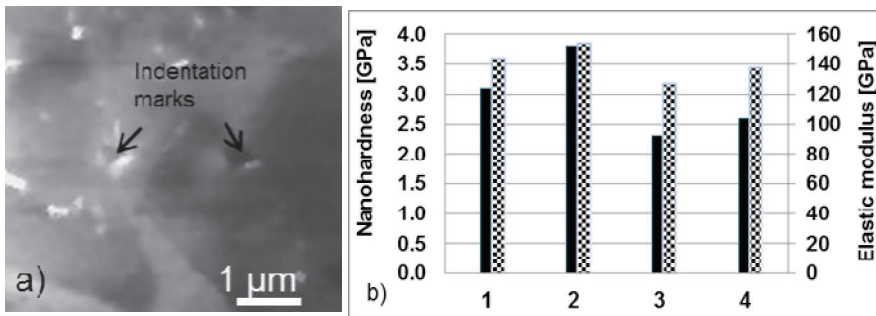 Indentation
marks
a)
1 µm
Nanohardness [GPa]
4.0
3.5
3.0
2.5
2.0
1.5
1.0
0.5
0.0
1 2 3 4
160
140
120
100
80
60
40
20
0
Elastic modulus [GPa]
b)